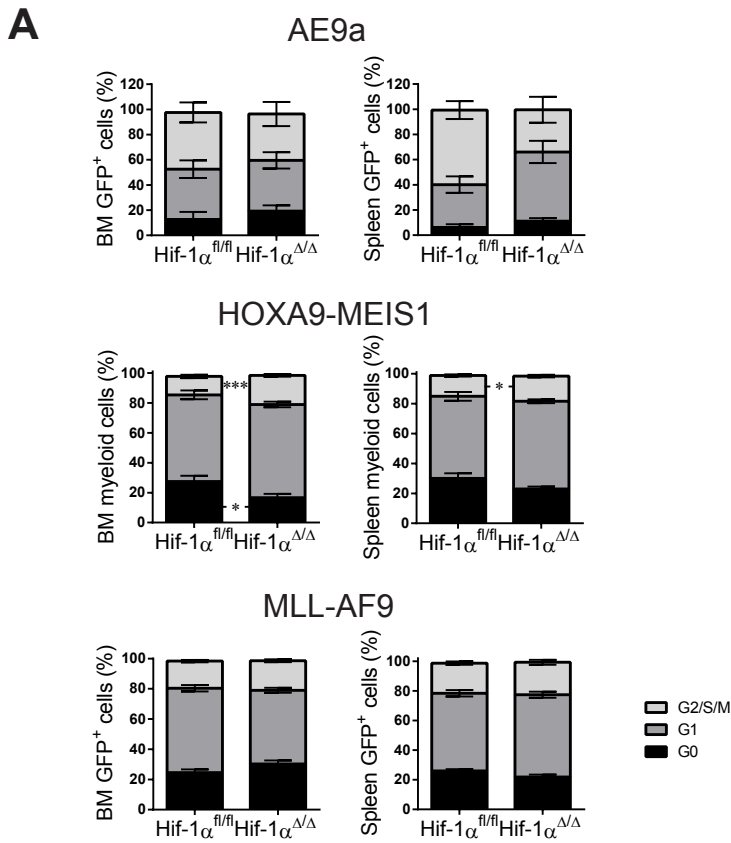 A
AE9a
BM GFP⁺ cells (%)
120
100
80
60
40
20
0
Hif-1α^fl/fl Hif-1α^Δ/Δ
Spleen GFP⁺ cells (%)
120
100
80
60
40
20
0
Hif-1α^fl/fl Hif-1α^Δ/Δ
HOXA9-MEIS1
BM myeloid cells (%)
100
80
60
40
20
0
***
*
Hif-1α^fl/fl Hif-1α^Δ/Δ
Spleen myeloid cells (%)
100
80
60
40
20
0
*
Hif-1α^fl/fl Hif-1α^Δ/Δ
MLL-AF9
BM GFP⁺ cells (%)
100
80
60
40
20
0
Hif-1α^fl/fl Hif-1α^Δ/Δ
Spleen GFP⁺ cells (%)
100
80
60
40
20
0
Hif-1α^fl/fl Hif-1α^Δ/Δ
G2/S/M
G1
G0